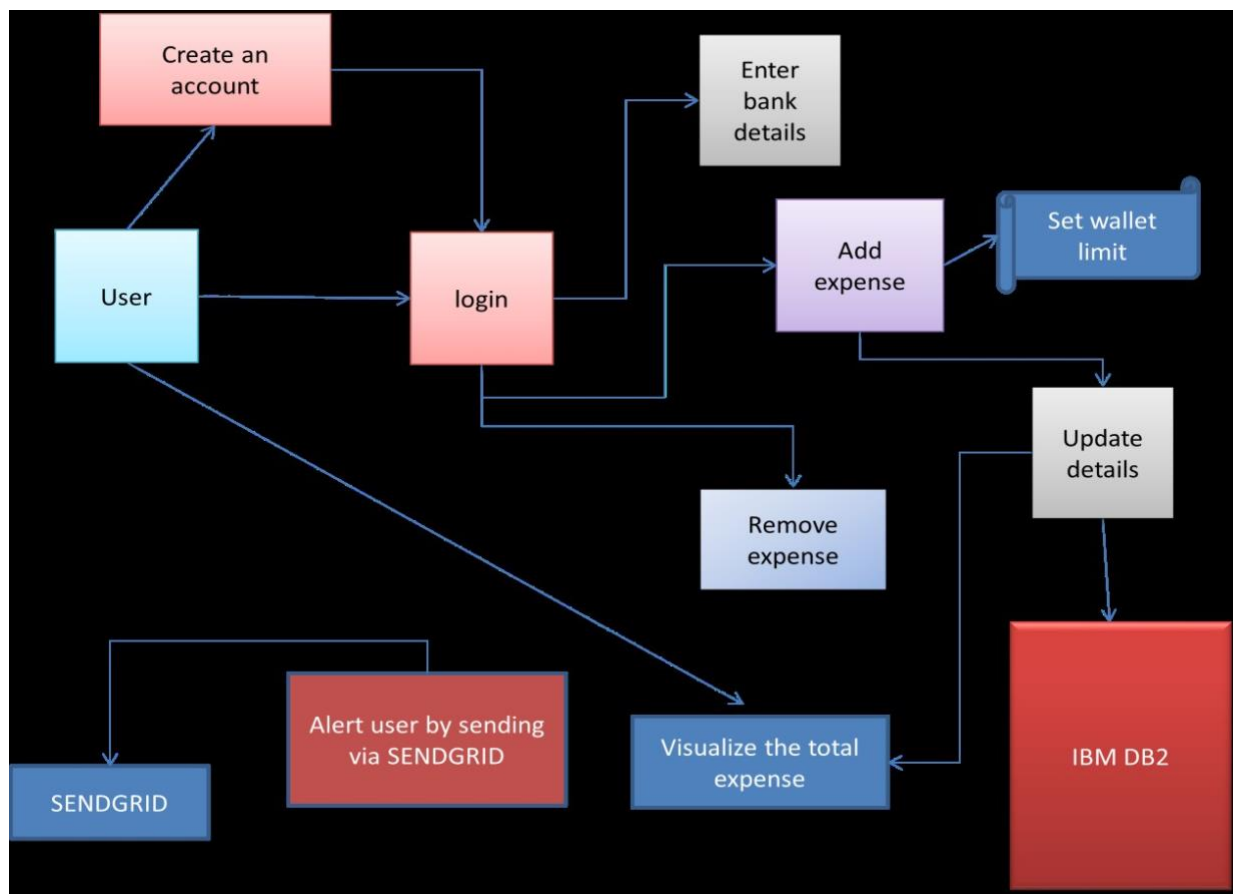 Create an
account
Enter
bank
details
Set wallet
limit
Add
expense
User
login
Update
details
Remove
expense
Alert user by sending
via SENDGRID
Visualize the total
expense
IBM DB2
SENDGRID